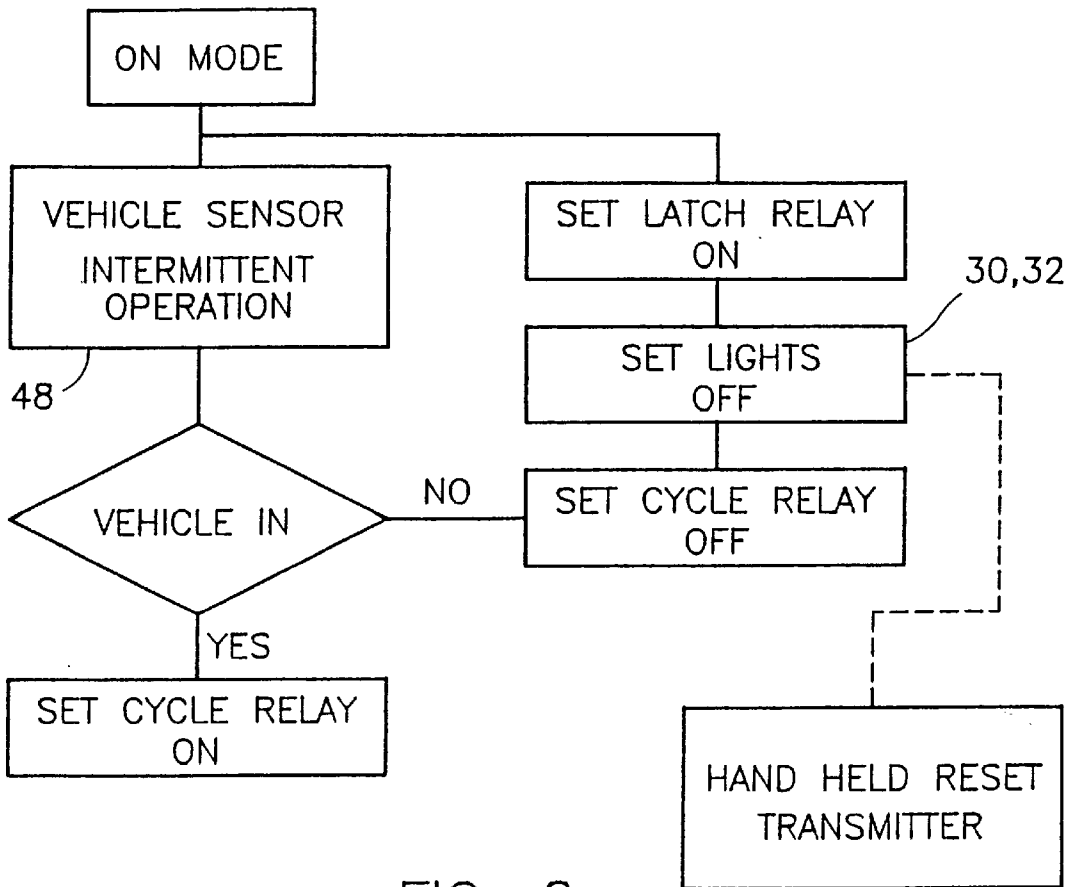 ON MODE
VEHICLE SENSOR
INTERMITTENT
OPERATION
48
SET LATCH RELAY
ON
30,32
SET LIGHTS
OFF
VEHICLE IN
NO
SET CYCLE RELAY
OFF
YES
SET CYCLE RELAY
ON
HAND HELD RESET
TRANSMITTER
FIG.